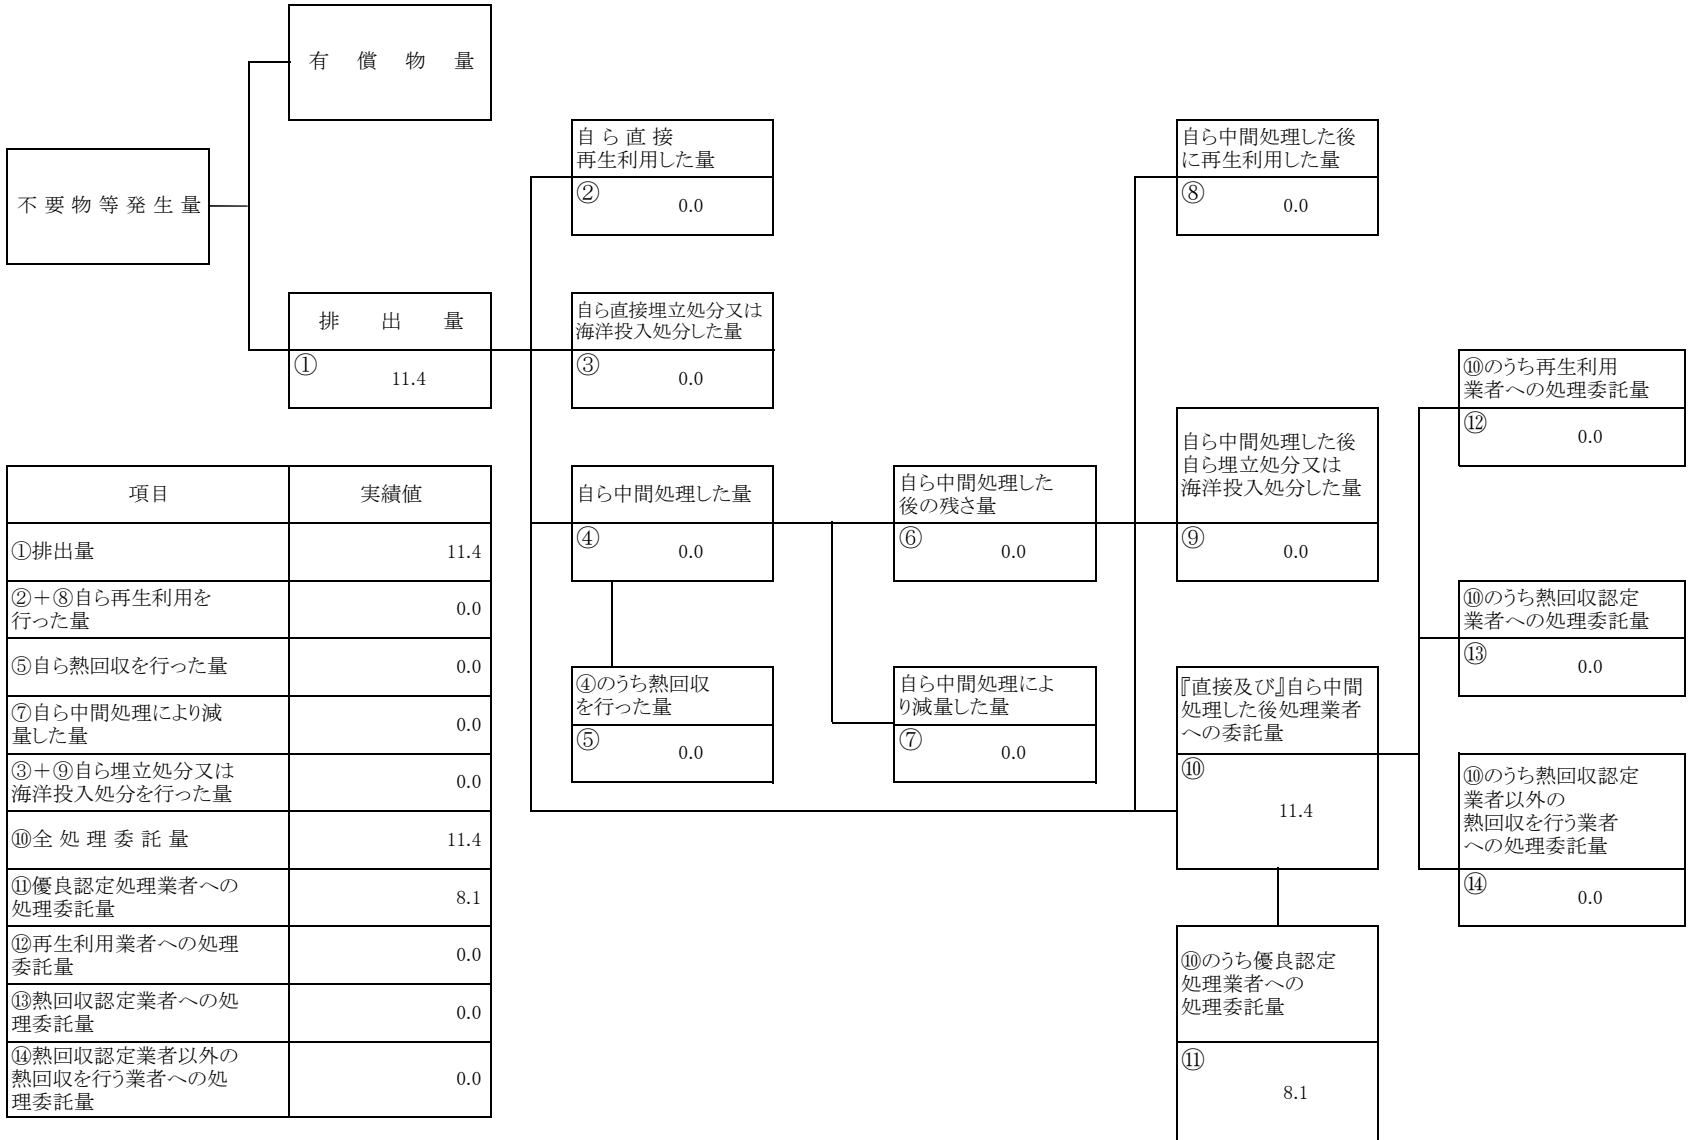 有 償 物 量
不 要 物 等 発 生 量
排 出 量
①
11.4
自 ら 直 接
再生利用した量
②
0.0
自ら直接埋立処分又は
海洋投入処分した量
③
0.0
自ら中間処理した量
④
0.0
④のうち熱回収
を行った量
⑤
0.0
自ら中間処理した
後の残さ量
⑥
0.0
自ら中間処理によ
り減量した量
⑦
0.0
自ら中間処理した後
に再生利用した量
⑧
0.0
自ら中間処理した後
自ら埋立処分又は
海洋投入処分した量
⑨
0.0
『直接及び』自ら中間
処理した後処理業者
への委託量
⑩
11.4
⑩のうち優良認定
処理業者への
処理委託量
⑪
8.1
⑩のうち再生利用
業者への処理委託量
⑫
0.0
⑩のうち熱回収認定
業者への処理委託量
⑬
0.0
⑩のうち熱回収認定
業者以外の
熱回収を行う業者
への処理委託量
⑭
0.0
項目 実績値
①排出量 11.4
②+⑧自ら再生利用を
行った量 0.0
⑤自ら熱回収を行った量 0.0
⑦自ら中間処理により減
量した量 0.0
③+⑨自ら埋立処分又は
海洋投入処分を行った量 0.0
⑩全 処 理 委 託 量 11.4
⑪優良認定処理業者への
処理委託量 8.1
⑫再生利用業者への処理
委託量 0.0
⑬熱回収認定業者への処
理委託量 0.0
⑭熱回収認定業者以外の
熱回収を行う業者への処
理委託量 0.0